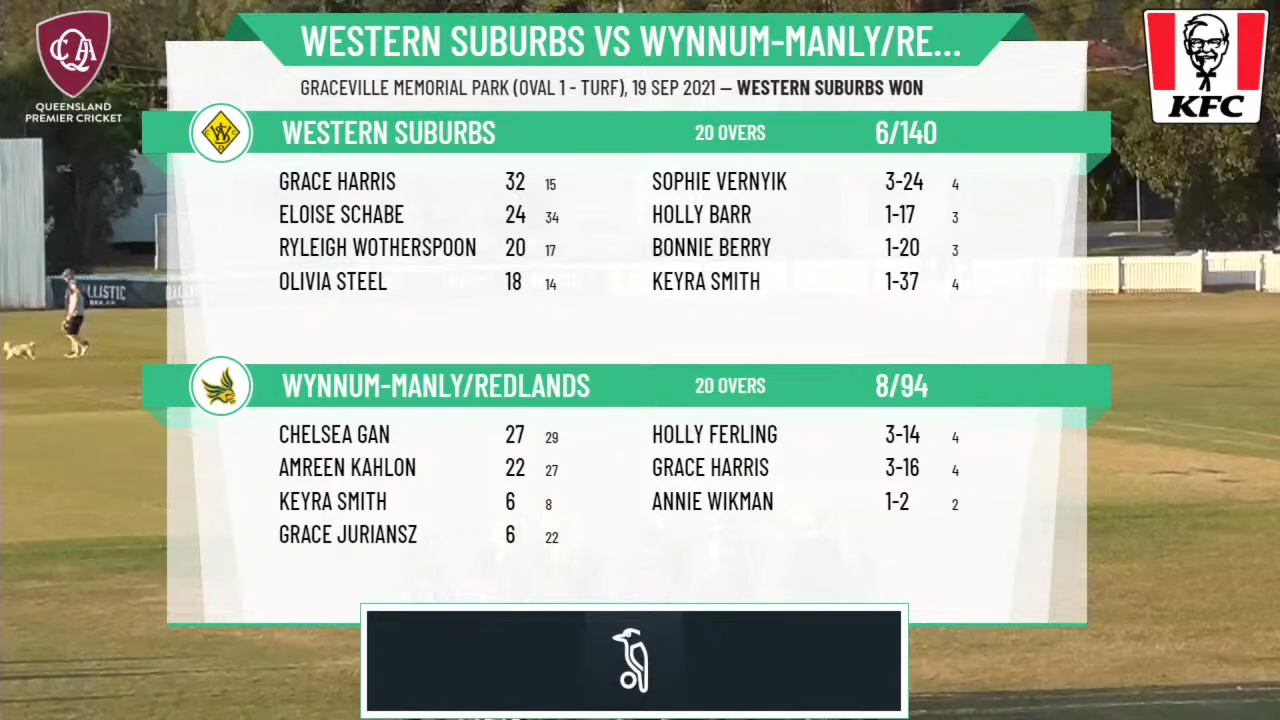 WESTERN SUBURBS VS WYNNUM-MANLY/RE...
QUEENSLAND
PREMIER CRICKET
KFC
GRACEVILLE MEMORIAL PARK (OVAL 1 - TURF), 19 SEP 2021 – WESTERN SUBURBS WON
WESTERN SUBURBS 20 OVERS 6/140
GRACE HARRIS 32 15 SOPHIE VERNYIK 3-24 4
ELOISE SCHABE 24 34 HOLLY BARR 1-17 3
RYLEIGH WOTHERSPOON 20 17 BONNIE BERRY 1-20 3
OLIVIA STEEL 18 14 KEYRA SMITH 1-37 4
WYNNUM-MANLY/REDLANDS 20 OVERS 8/94
CHELSEA GAN 27 29 HOLLY FERLING 3-14 4
AMREEN KAHLON 22 27 GRACE HARRIS 3-16 4
KEYRA SMITH 6 8 ANNIE WIKMAN 1-2 2
GRACE JURIANSZ 6 22